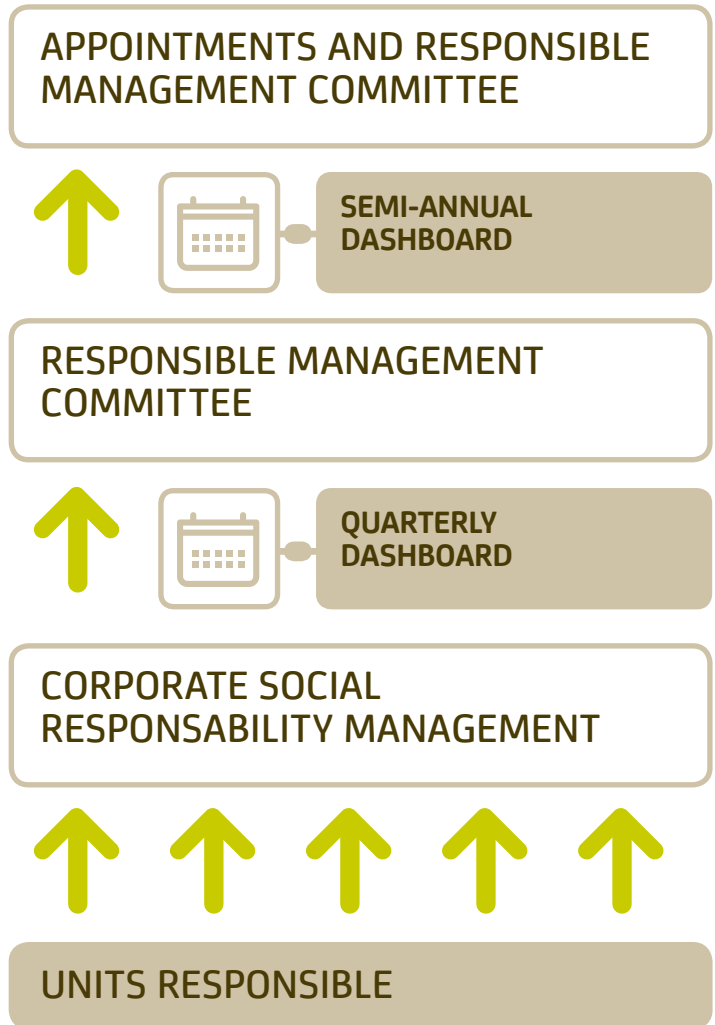 APPOINTMENTS AND RESPONSIBLE
MANAGEMENT COMMITTEE
SEMI-ANNUAL
DASHBOARD
RESPONSIBLE MANAGEMENT
COMMITTEE
QUARTERLY
DASHBOARD
CORPORATE SOCIAL
RESPONSABILITY MANAGEMENT
UNITS RESPONSIBLE